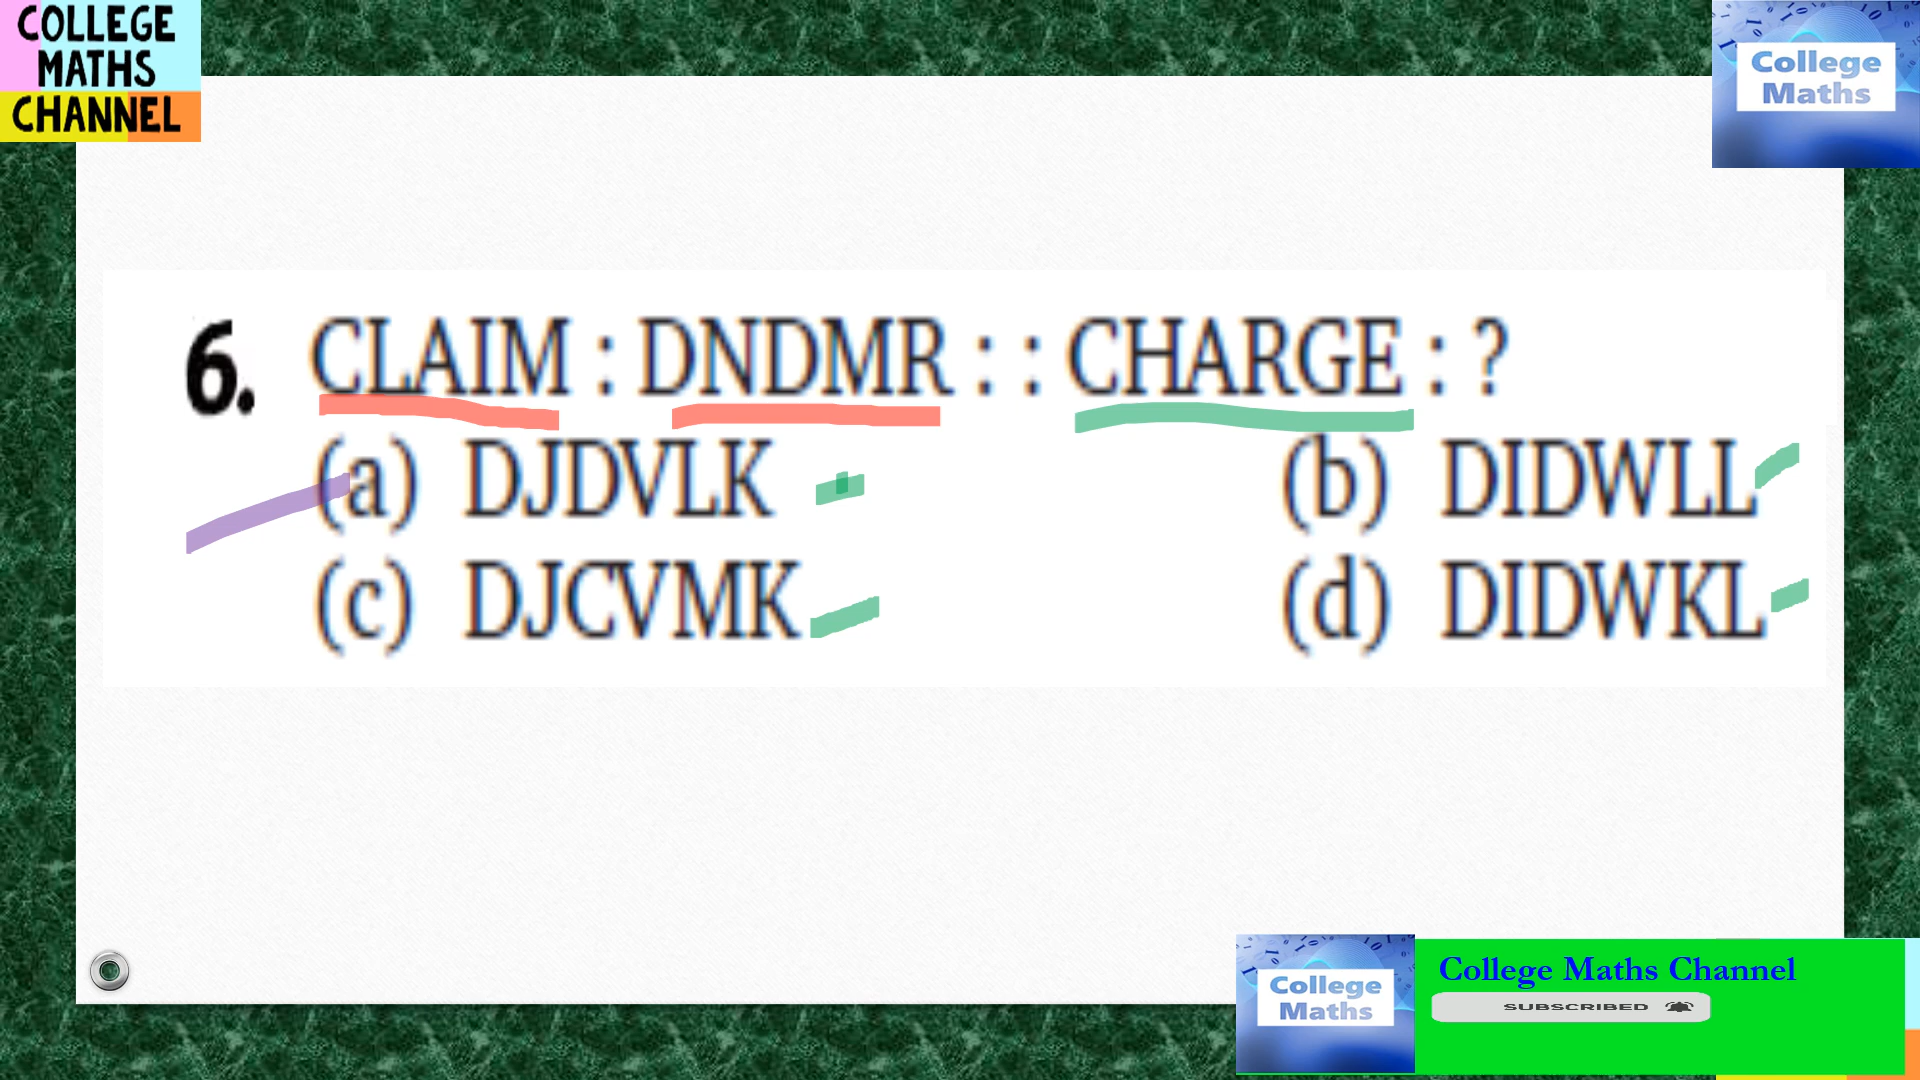 COLLEGE
MATHS
CHANNEL
College
Maths
6. CLAIM : DNDMR : : CHARGE : ?
(a) DJDVLK (b) DIDWLL
(c) DJCVMK (d) DIDWKL
College
Maths
College Maths Channel
SUBSCRIBED